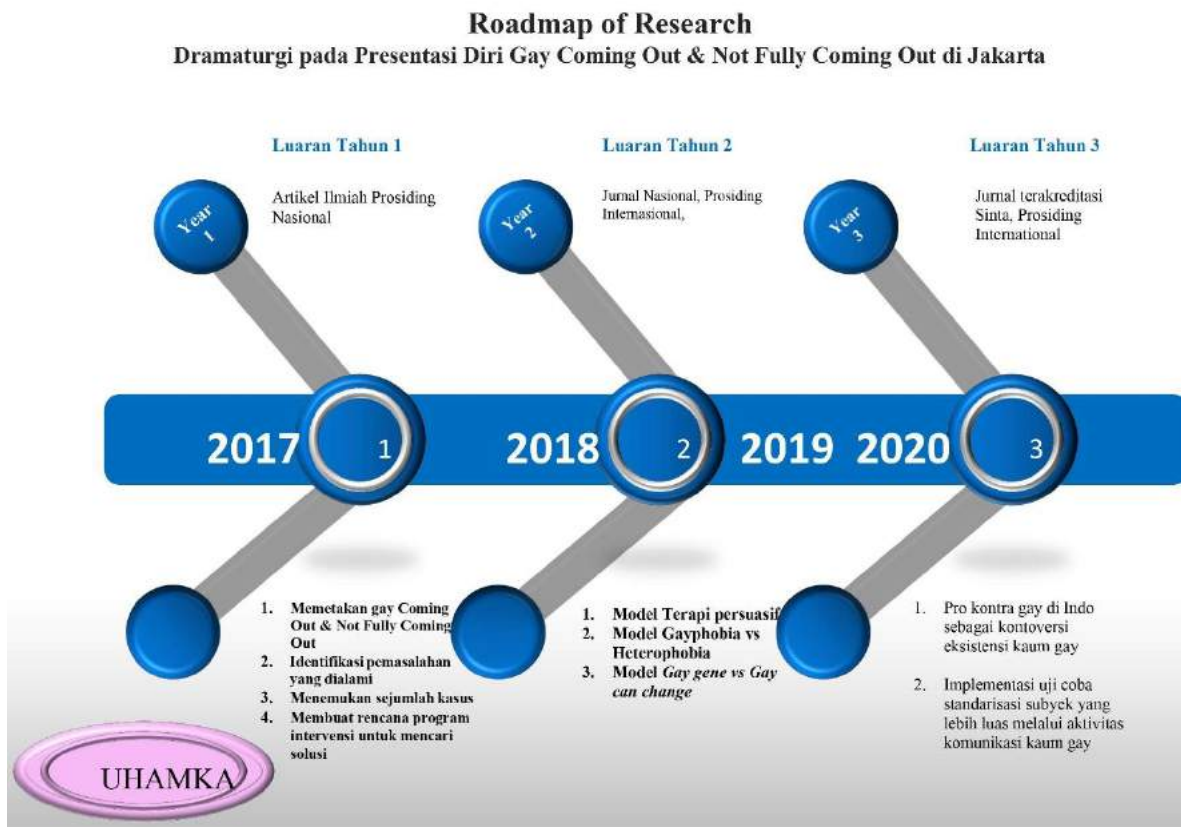 Roadmap of Research
Dramaturgi pada Presentasi Diri Gay Coming Out & Not Fully Coming Out di Jakarta
Luaran Tahun 1
Artikel Ilmiah Prosiding
Nasional
Year
1
Luaran Tahun 2
Jurnal Nasional, Prosiding
Internasional,
Year
2
Luaran Tahun 3
Jurnal terakreditasi
Sinta, Prosiding
International
Year
3
2017 1 2018 2 2019 2020 3
1. Memetakan gay Coming
Out & Not Fully Coming
Out
2. Identifikasi pemasalahan
yang dialami
3. Menemukan sejumlah kasus
4. Membuat rencana program
intervensi untuk mencari
solusi
1. Model Terapi persuasif
2. Model Gayphobia vs
Heterophobia
3. Model Gay gene vs Gay
can change
1. Pro kontra gay di Indo
sebagai kontoversi
eksistensi kaum gay
2. Implementasi uji coba
standarisasi subyek yang
lebih luas melalui aktivitas
komunikasi kaum gay
UHAMKA